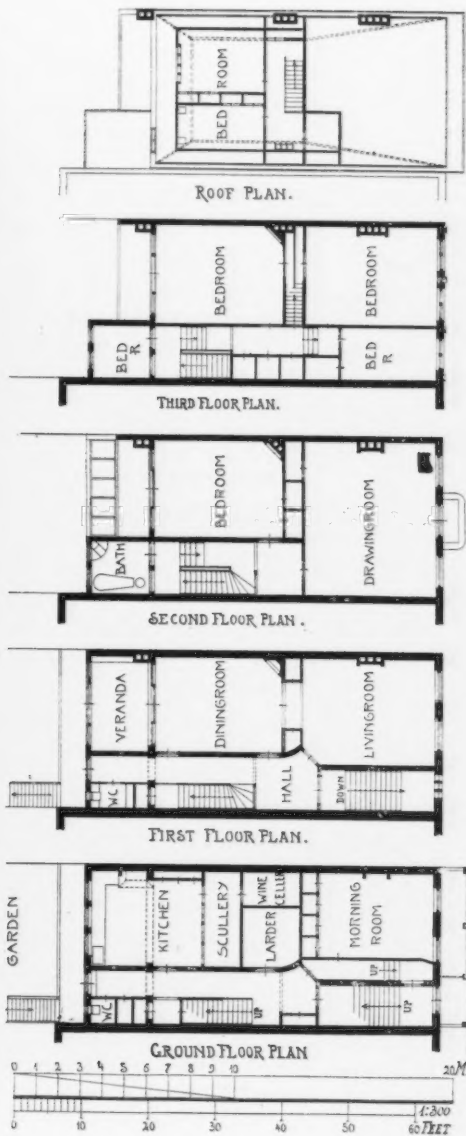 BED ROOM
ROOF PLAN.
BEDROOM
BEDROOM
BED R
BED R
THIRD FLOOR PLAN.
BEDROOM
DRAWINGROOM
BATH
SECOND FLOOR PLAN.
VERANDA
DININGROOM
LIVINGROOM
WC
HALL
DOWN
FIRST FLOOR PLAN.
GARDEN
KITCHEN
SCULLERY
WINE CELLER
LARDER
MORNING ROOM
UP
WC
UP
UP
GROUND FLOOR PLAN
0 1 2 3 4 5 6 7 8 9 10 20 M
1:300
0 10 20 30 40 50 60 FEET